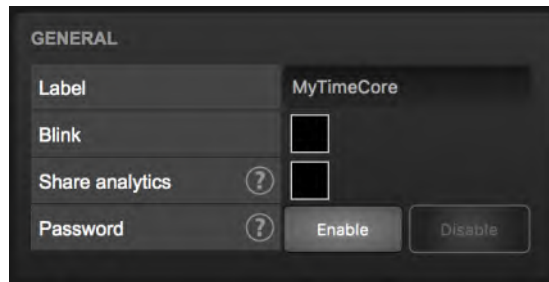 GENERAL
Label MyTimeCore
Blink
Share analytics ?
Password ? Enable Disable